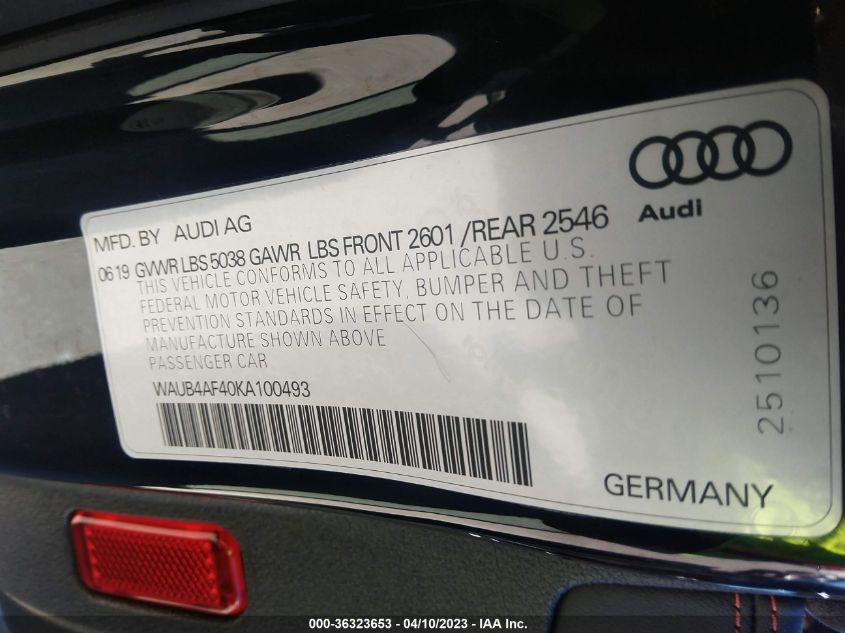 Audi
MFD. BY AUDI AG
06 19 GVWR LBS 5038 GAWR LBS FRONT 2601 /REAR 2546
THIS VEHICLE CONFORMS TO ALL APPLICABLE U.S.
FEDERAL MOTOR VEHICLE SAFETY, BUMPER AND THEFT
PREVENTION STANDARDS IN EFFECT ON THE DATE OF
MANUFACTURE SHOWN ABOVE
PASSENGER CAR
WAUB4AF40KA100493
2510136
GERMANY
000-36323653 - 04/10/2023 - IAA Inc.